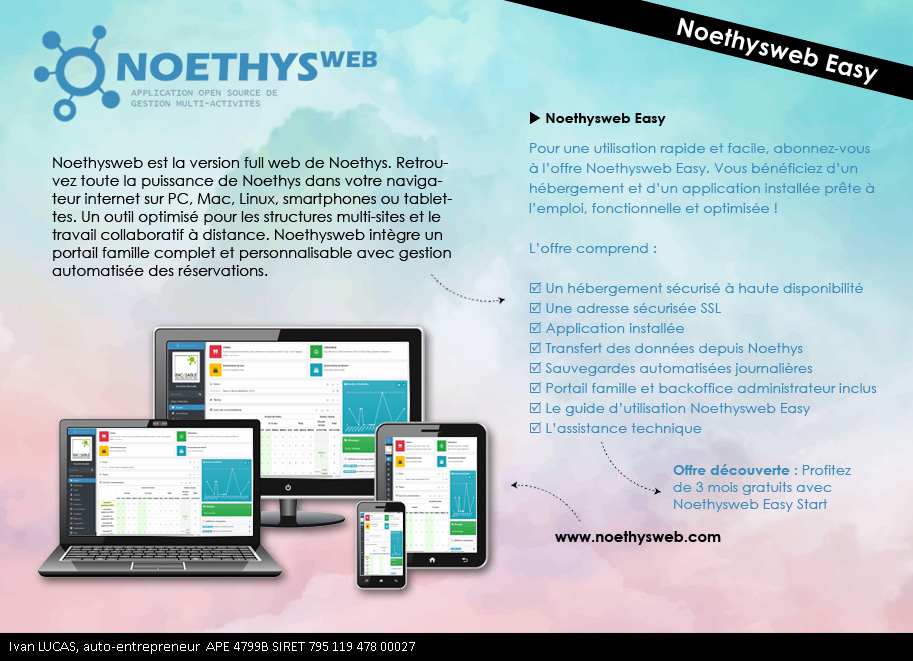 NOETHYSWEB
APPLICATION OPEN SOURCE DE
GESTION MULTI-ACTIVITÉS
Noethysweb Easy
Noethysweb est la version full web de Noethys. Retrou-
vez toute la puissance de Noethys dans votre naviga-
teur internet sur PC, Mac, Linux, smartphones ou tablet-
tes. Un outil optimisé pour les structures multi-sites et le
travail collaboratif à distance. Noethysweb intègre un
portail famille complet et personnalisable avec gestion
automatisée des réservations.
▶ Noethysweb Easy
Pour une utilisation rapide et facile, abonnez-vous
à l’offre Noethysweb Easy. Vous bénéficiez d’un
hébergement et d’un application installée prête à
l’emploi, fonctionnelle et optimisée !
L’offre comprend :
☑ Un hébergement sécurisé à haute disponibilité
☑ Une adresse sécurisée SSL
☑ Application installée
☑ Transfert des données depuis Noethys
☑ Sauvegardes automatisées journalières
☑ Portail famille et backoffice administrateur inclus
☑ Le guide d’utilisation Noethysweb Easy
☑ L’assistance technique
Offre découverte : Profitez
de 3 mois gratuits avec
Noethysweb Easy Start
www.noethysweb.com
Ivan LUCAS, auto-entrepreneur APE 4799B SIRET 795 119 478 00027